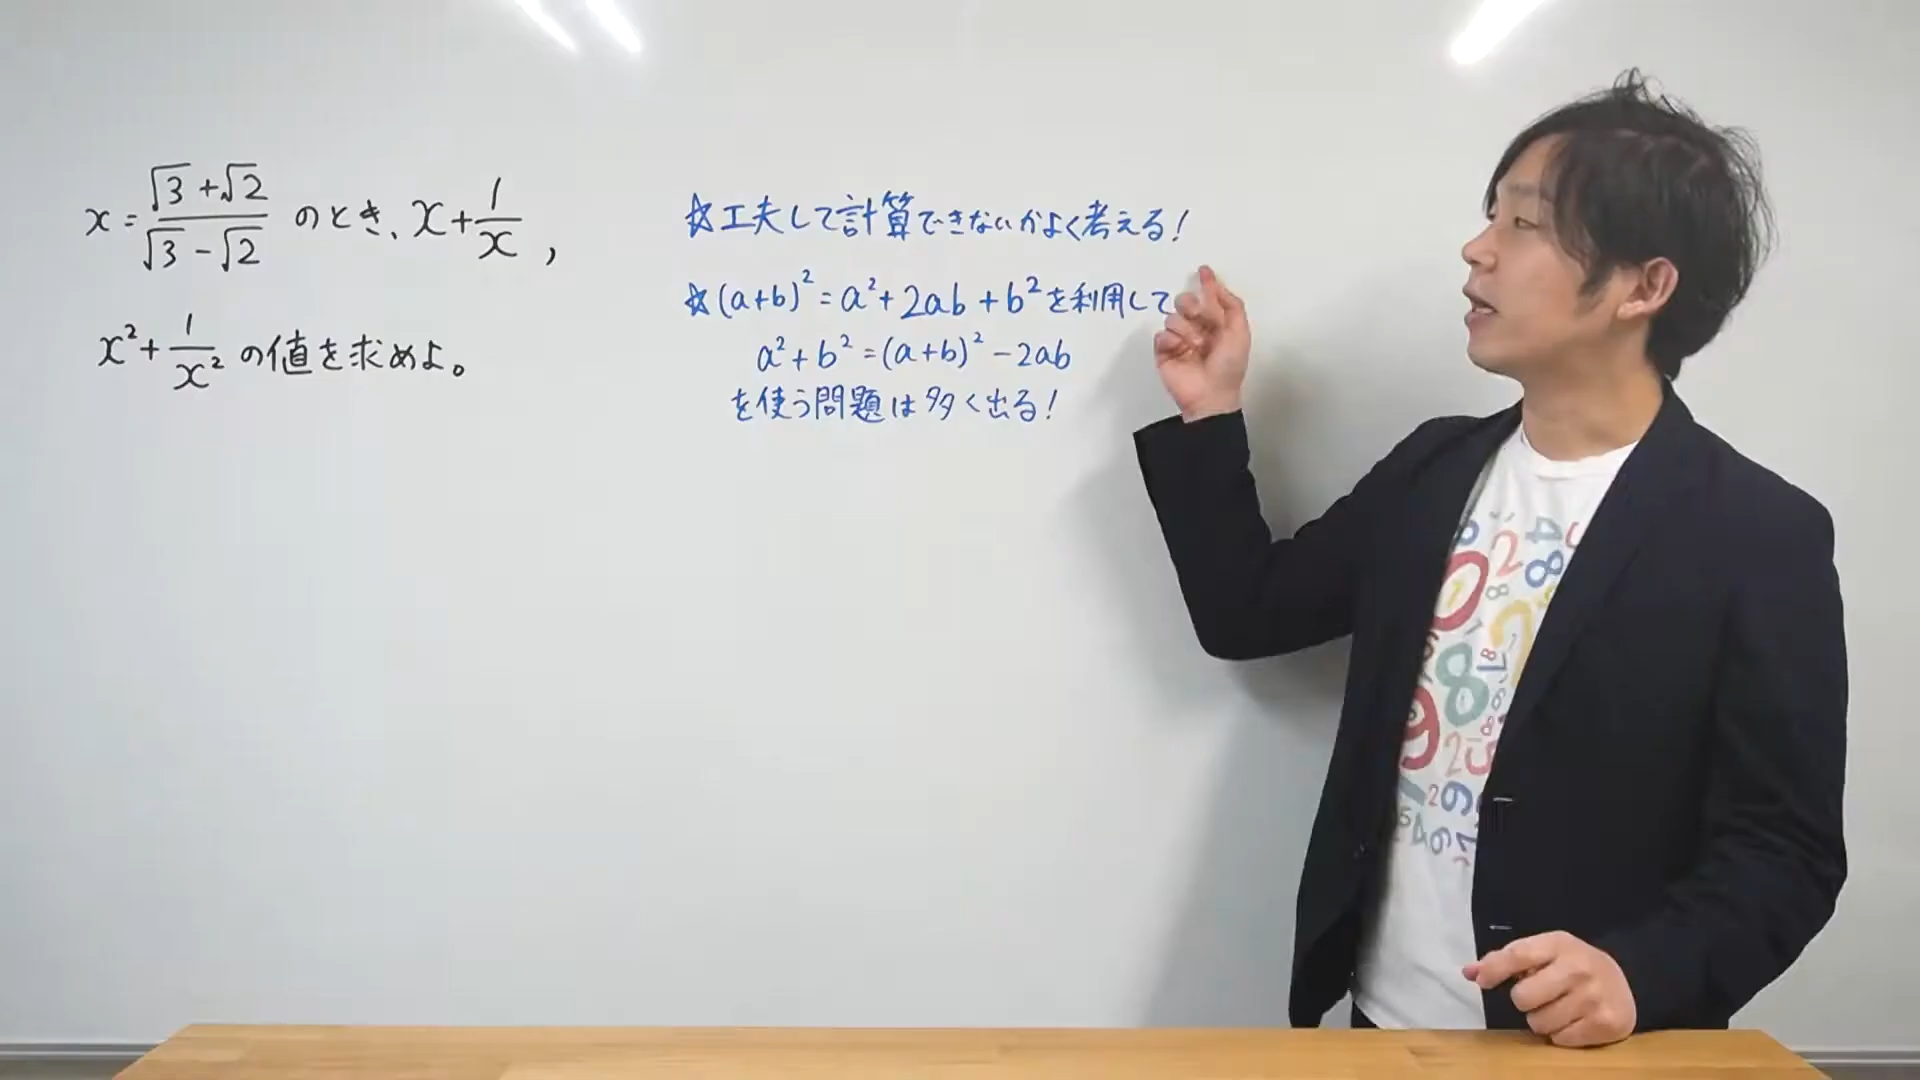 x = (√3 + √2)/(√3 − √2) のとき、x + 1/x ,
x² + 1/x² の値を求めよ。
☆工夫して計算できないかよく考える!
☆(a+b)² = a² + 2ab + b² を利用して
a² + b² = (a+b)² − 2ab
を使う問題は多く出る!